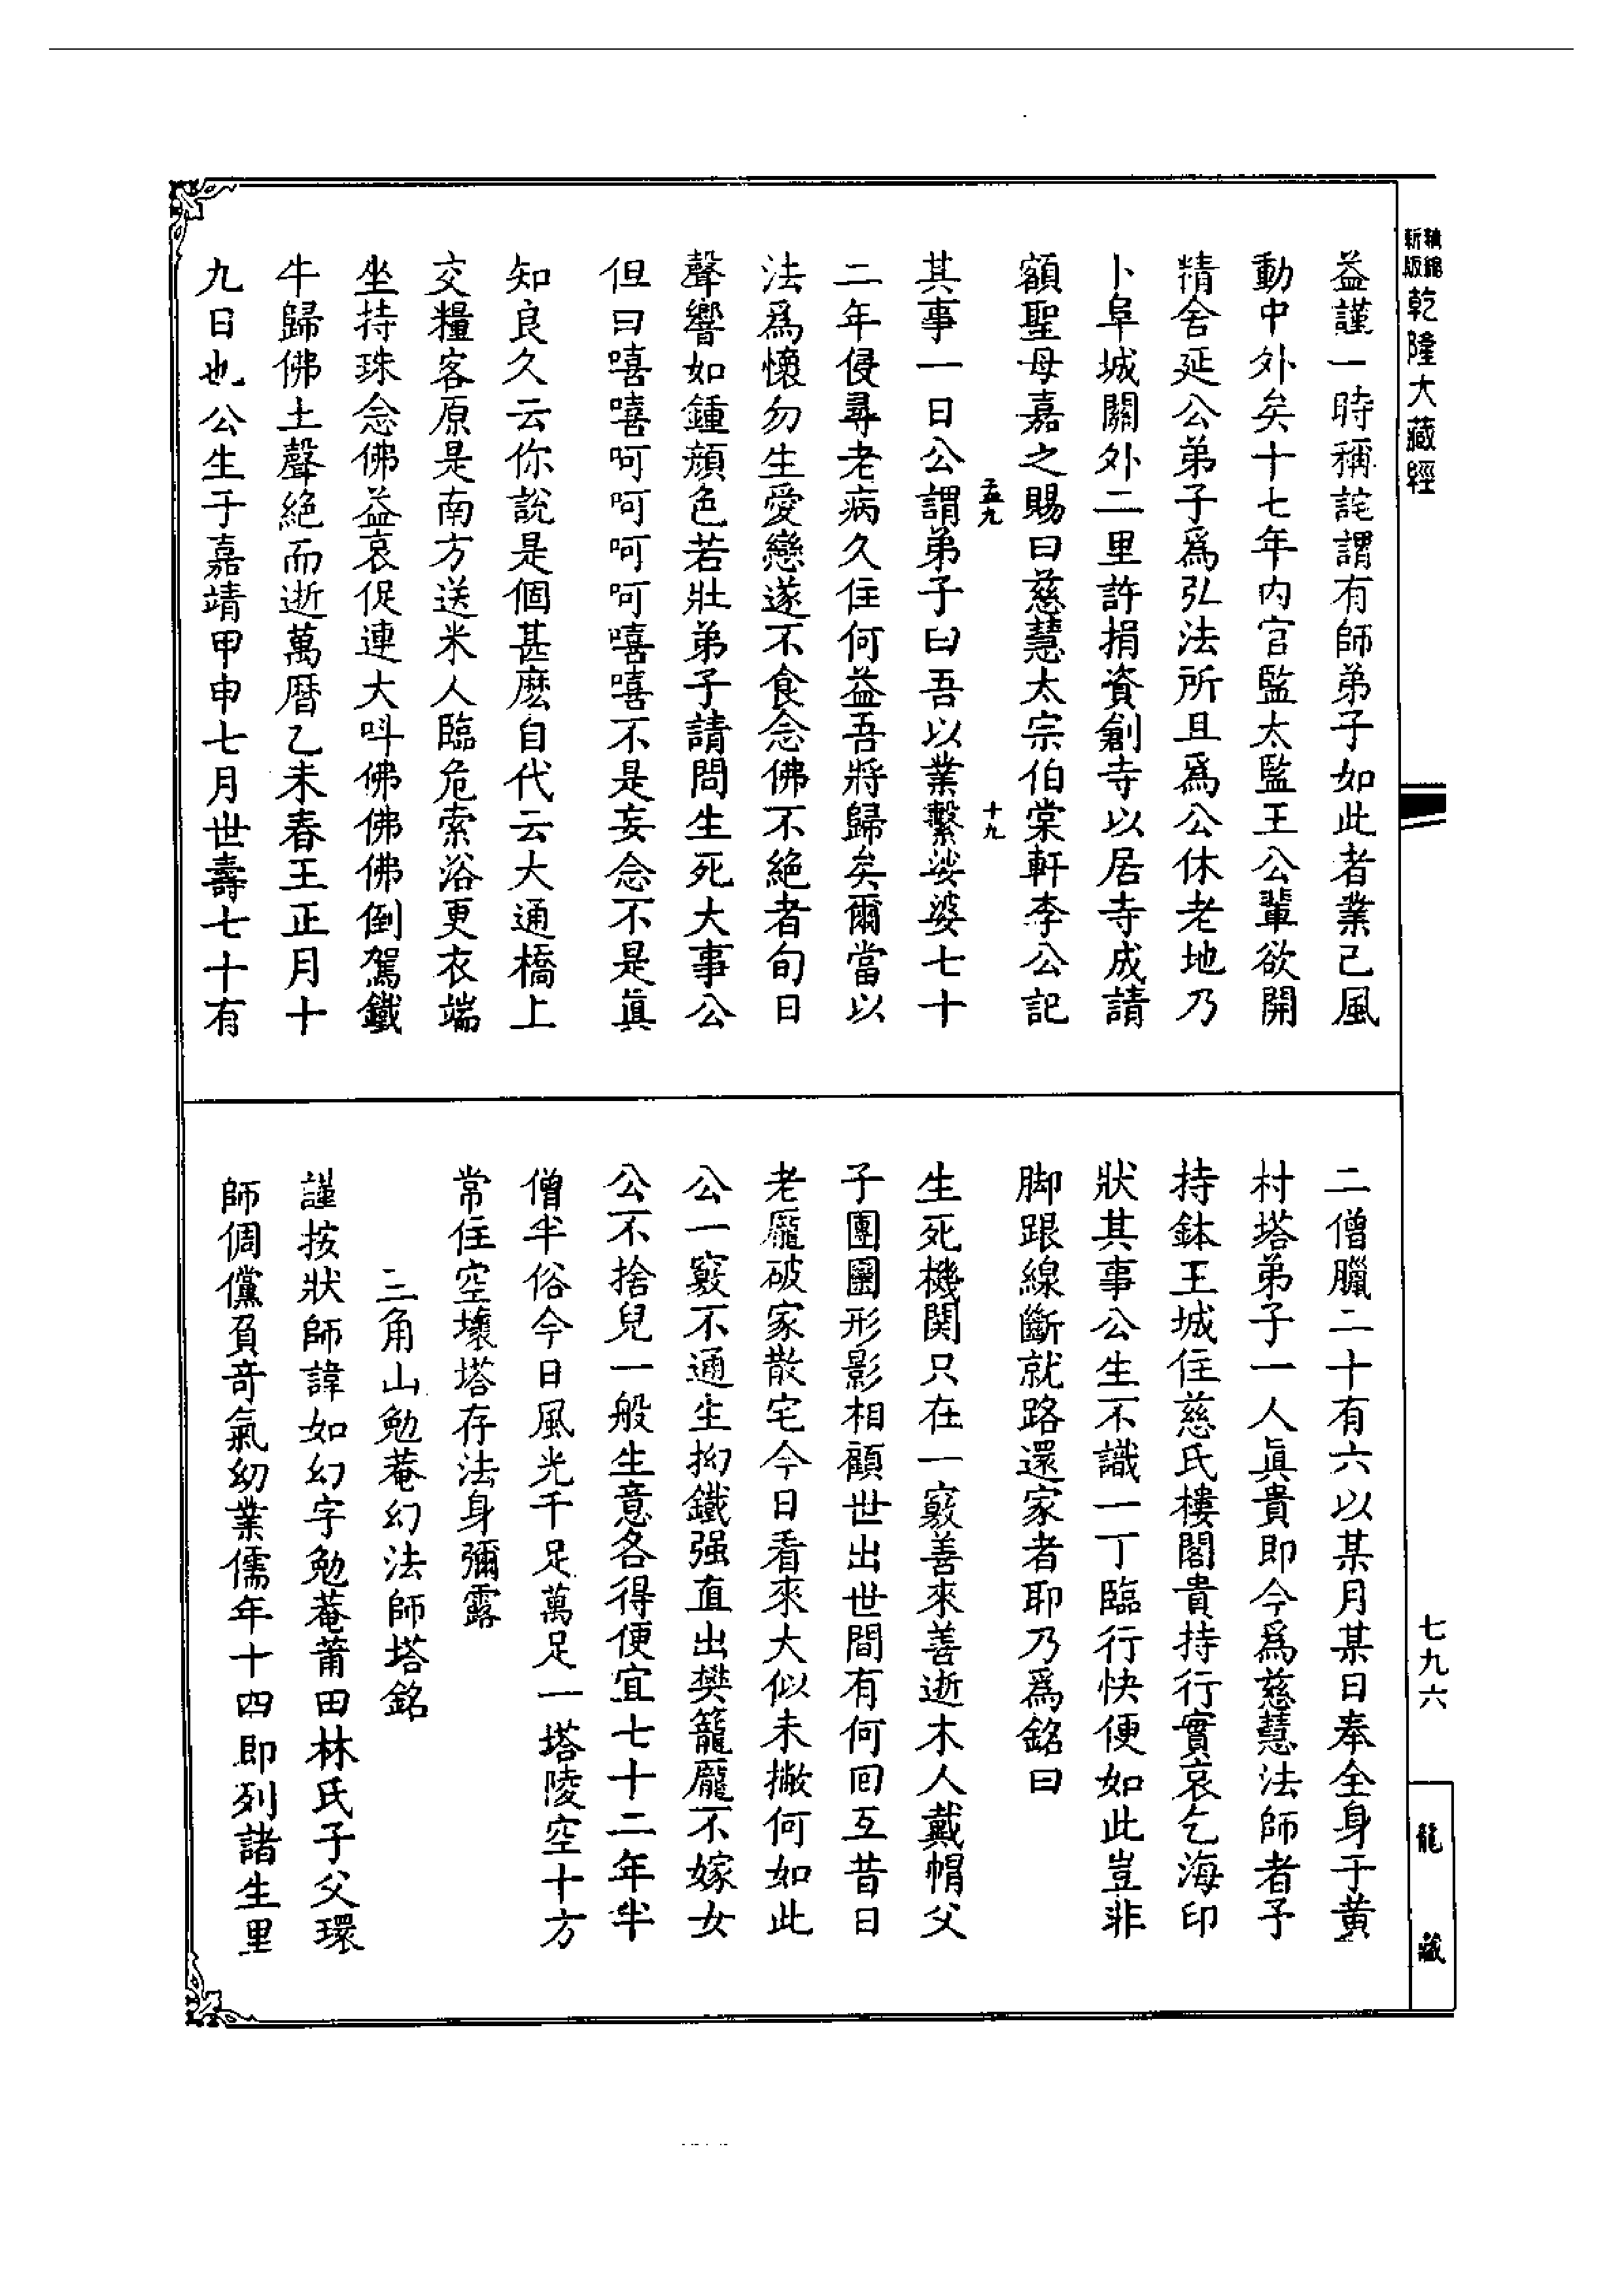 精縮
新版
乾隆大藏經
益謹一時稱詫謂有師弟子如此者業已風
動中外矣十七年內官監太監王公輩欲開
精舍延公弟子爲弘法所且爲公休老地乃
卜阜城關外二里許捐資創寺以居寺成請
額聖母嘉之賜曰慈慧太宗伯棠軒李公記
十九
其事一日公謂弟子曰吾以業繫娑婆七十
二年侵尋老病久住何益吾將歸矣爾當以
法爲懷勿生愛戀遂不食念佛不絕者旬日
聲響如鍾顏色若壯弟子請問生死大事公
但曰嘻嘻呵呵呵呵嘻嘻不是妄念不是眞
知良久云你說是個甚麽自代云大通橋上
交糧客原是南方送米人臨危索浴更衣端
坐持珠念佛益哀促連大呌佛佛佛倒駕鐵
牛歸佛土聲絕而逝萬曆乙未春王正月十
九日也公生于嘉靖甲申七月世壽七十有
二僧臘二十有六以某月某日奉全身于黃
村塔弟子一人眞貴即今爲慈慧法師者予
持鉢王城住慈氏樓閣貴持行實哀乞海印
狀其事公生不識一丁臨行快便如此豈非
脚跟線斷就路還家者耶乃爲銘曰
生死機関只在一竅善來善逝木人戴帽父
子團圞形影相顧世出世間有何回互昔日
老龐破家散宅今日看來大似未撇何如此
公一竅不通生拗鐵强直出樊籠龐不嫁女
公不捨兒一般生意各得便宜七十二年半
僧半俗今日風光千足萬足一塔陵空十方
常住空壞塔存法身彌露
三角山勉菴幻法師塔銘
謹按狀師諱如幻字勉菴莆田林氏子父環
師倜儻負竒氣幼業儒年十四即列諸生里
七九六
龍藏